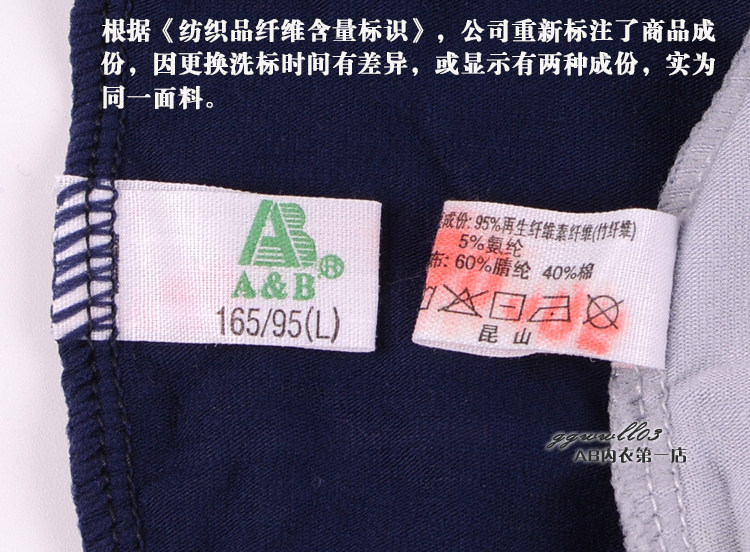 根据《纺织品纤维含量标识》，公司重新标注了商品成
份，因更换洗标时间有差异，或显示有两种成份，实为
同一面料。
AB
A&B®
165/95(L)
成份: 95%再生纤维素纤维(竹纤维)
5%氨纶
布: 60%腈纶 40%棉
昆山
ggwwll03
AB内衣第一店